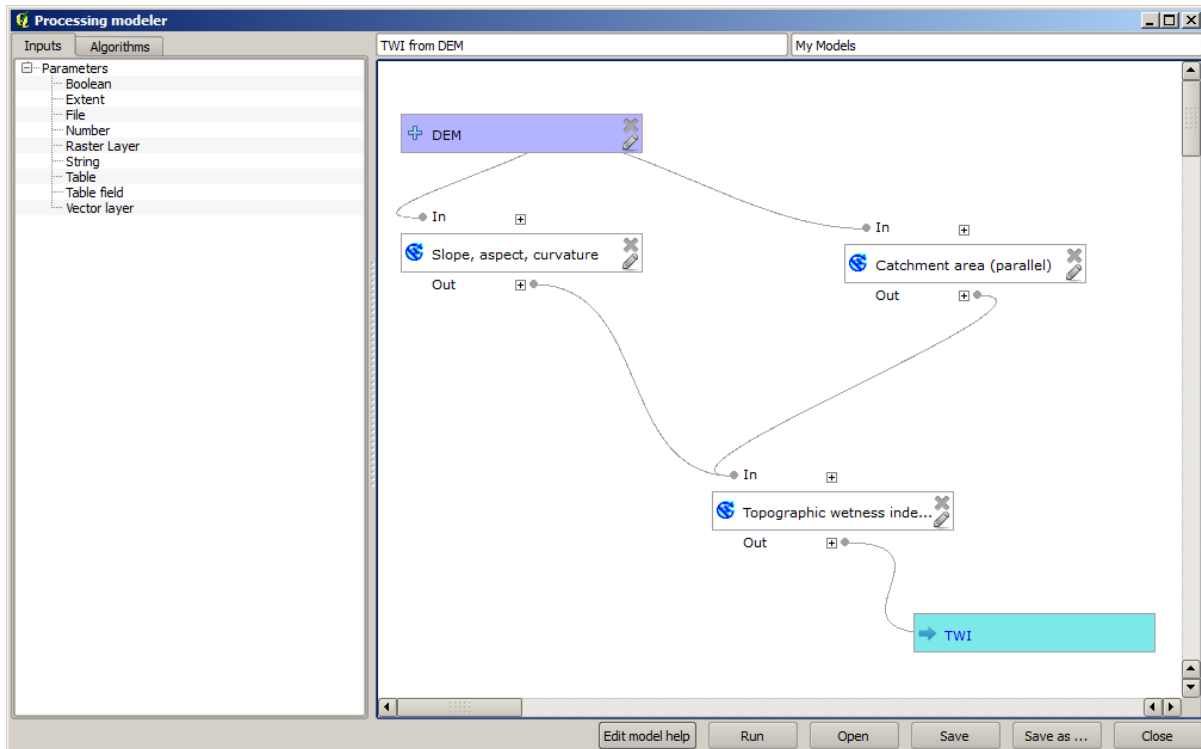 Processing modeler
Inputs
Algorithms
TWI from DEM
My Models
Parameters
Boolean
Extent
File
Number
Raster Layer
String
Table
Table field
Vector layer
DEM
In
In
Slope, aspect, curvature
Catchment area (parallel)
Out
Out
In
Topographic wetness inde...
Out
TWI
Edit model help
Run
Open
Save
Save as ...
Close